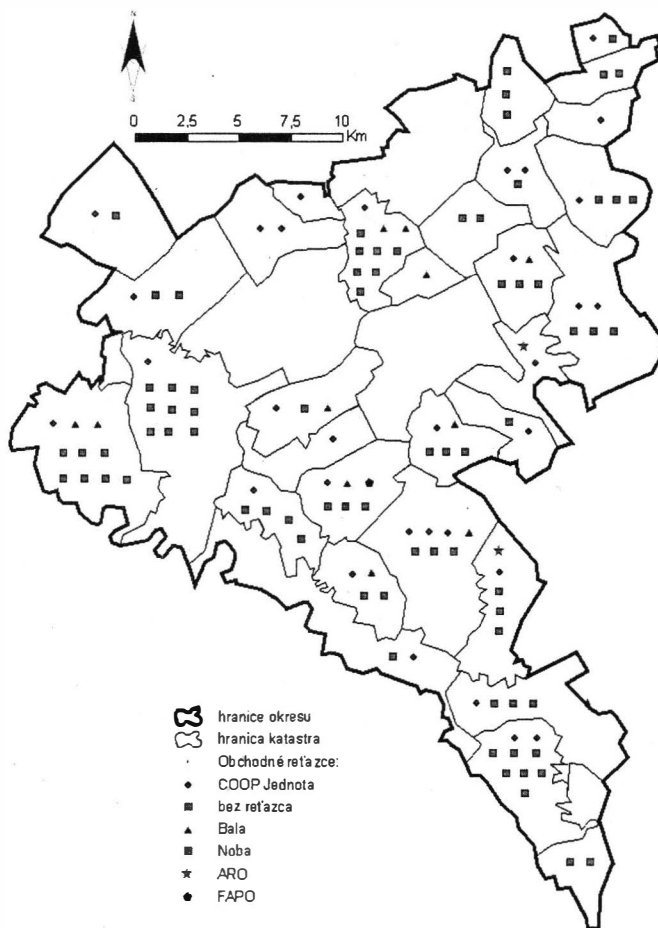 N
0 2,5 5 7,5 10
Km
hranice okresu
hranica katastra
Obchodné reťazce:
COOP Jednota
bez reťazca
Bala
Noba
ARO
FAPO